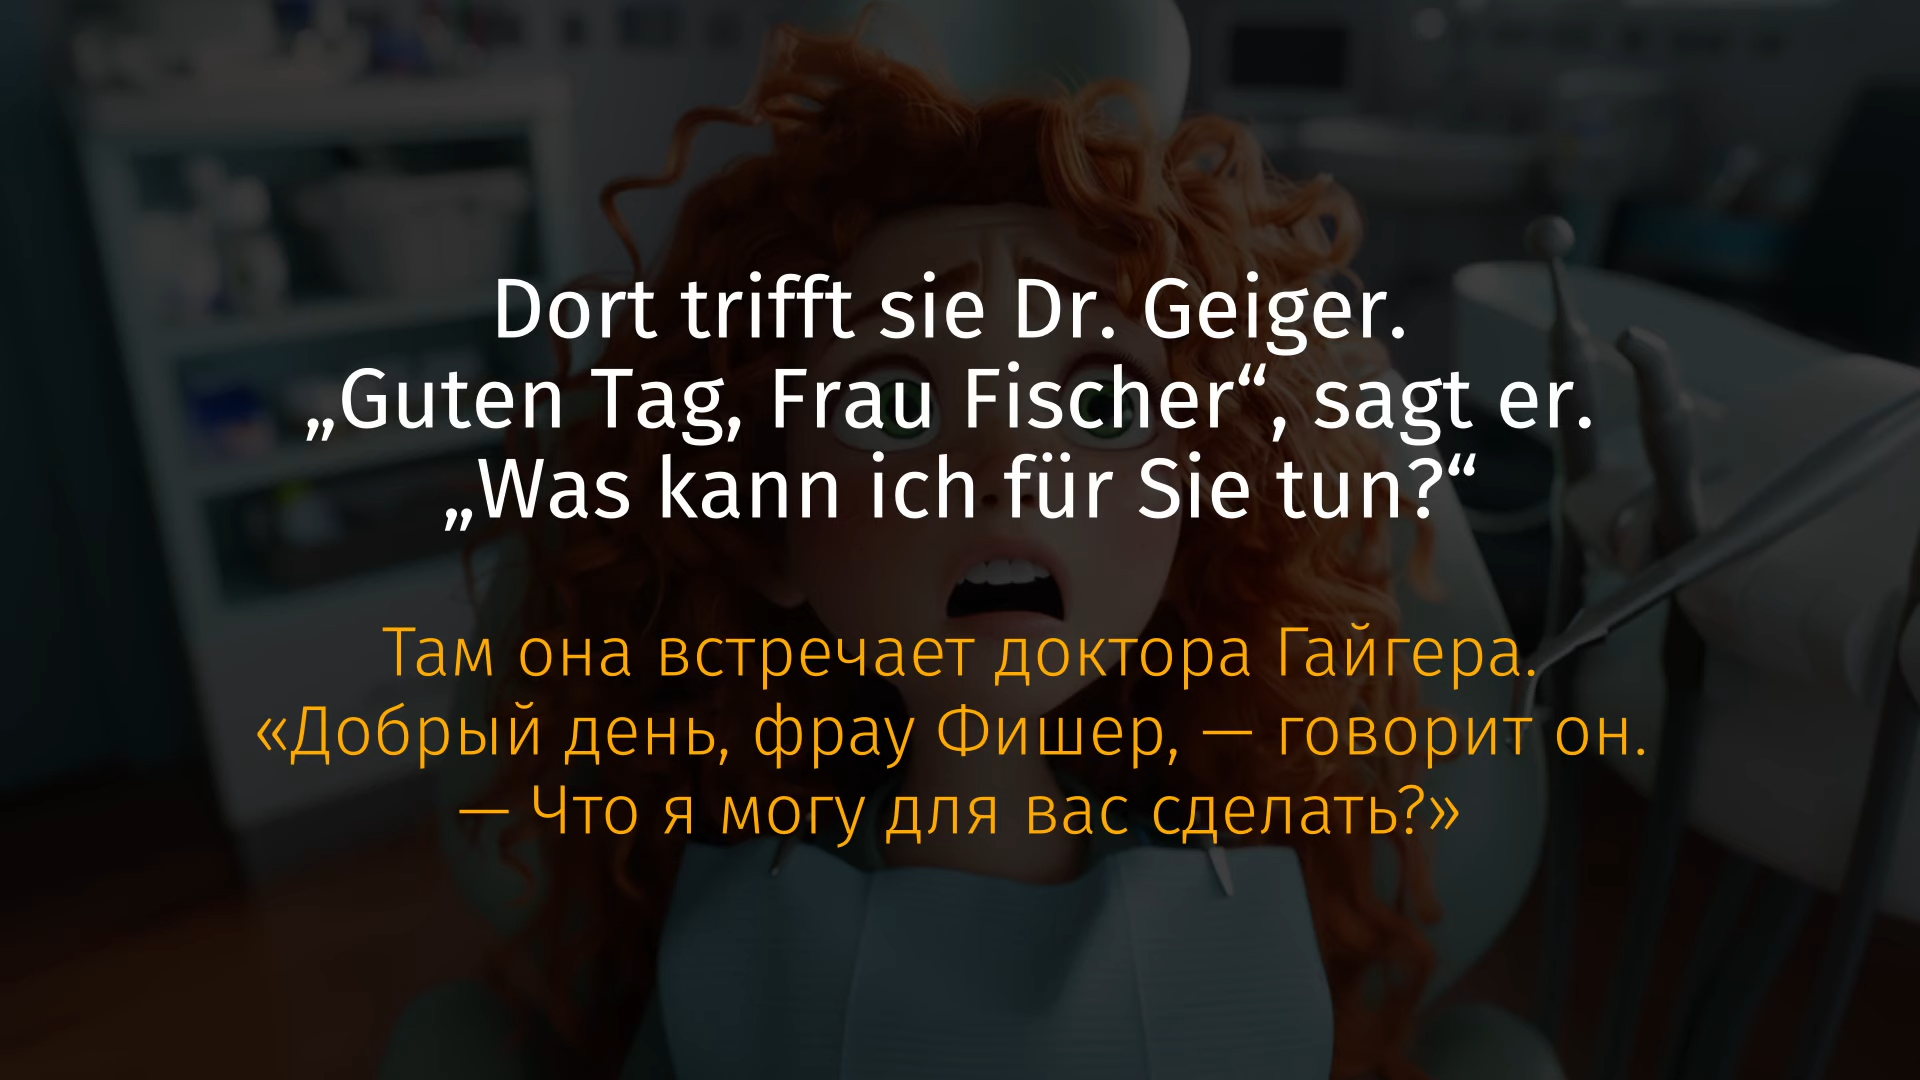 Dort trifft sie Dr. Geiger.
„Guten Tag, Frau Fischer“, sagt er.
„Was kann ich für Sie tun?“
Там она встречает доктора Гайгера.
«Добрый день, фрау Фишер, — говорит он.
— Что я могу для вас сделать?»